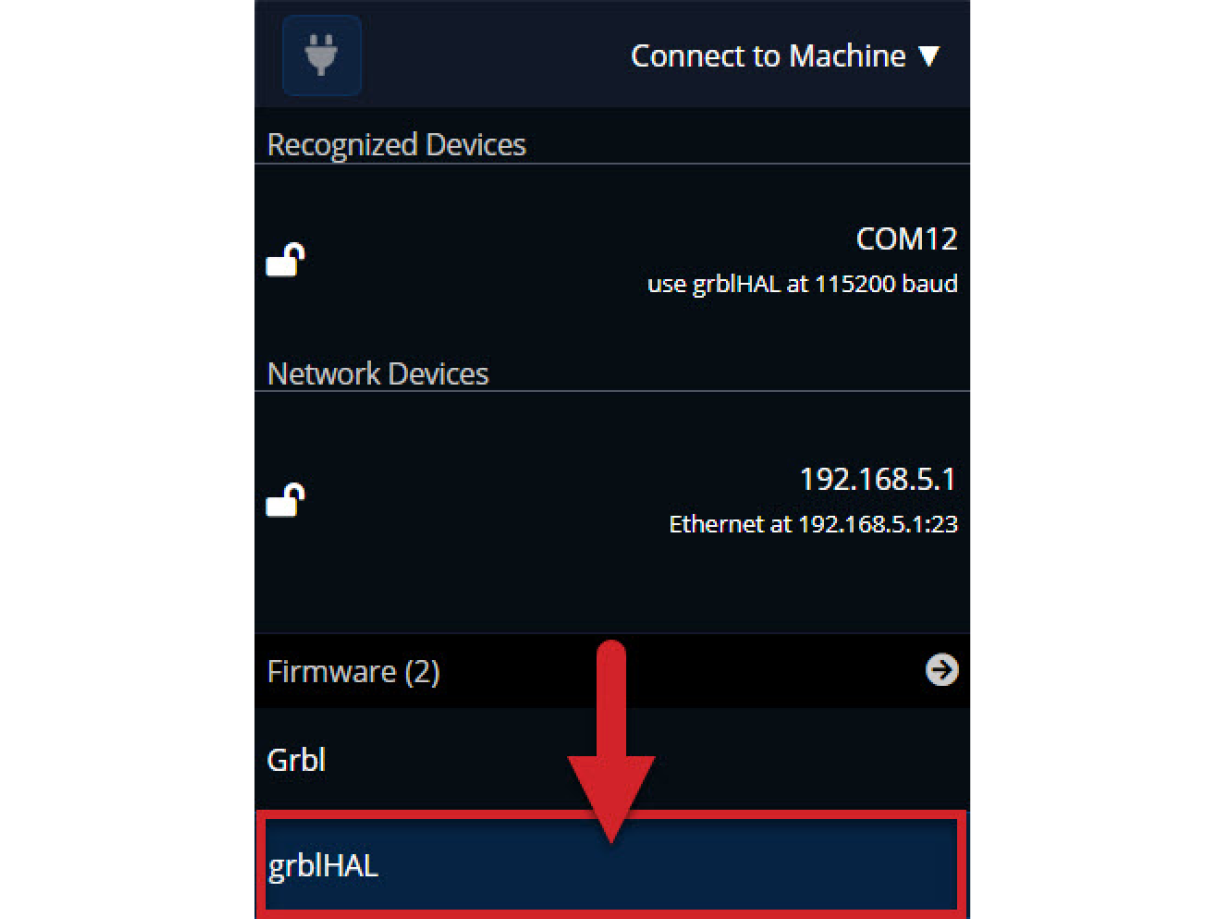 Connect to Machine ▼
Recognized Devices
COM12
use grblHAL at 115200 baud
Network Devices
192.168.5.1
Ethernet at 192.168.5.1:23
Firmware (2)
Grbl
grblHAL